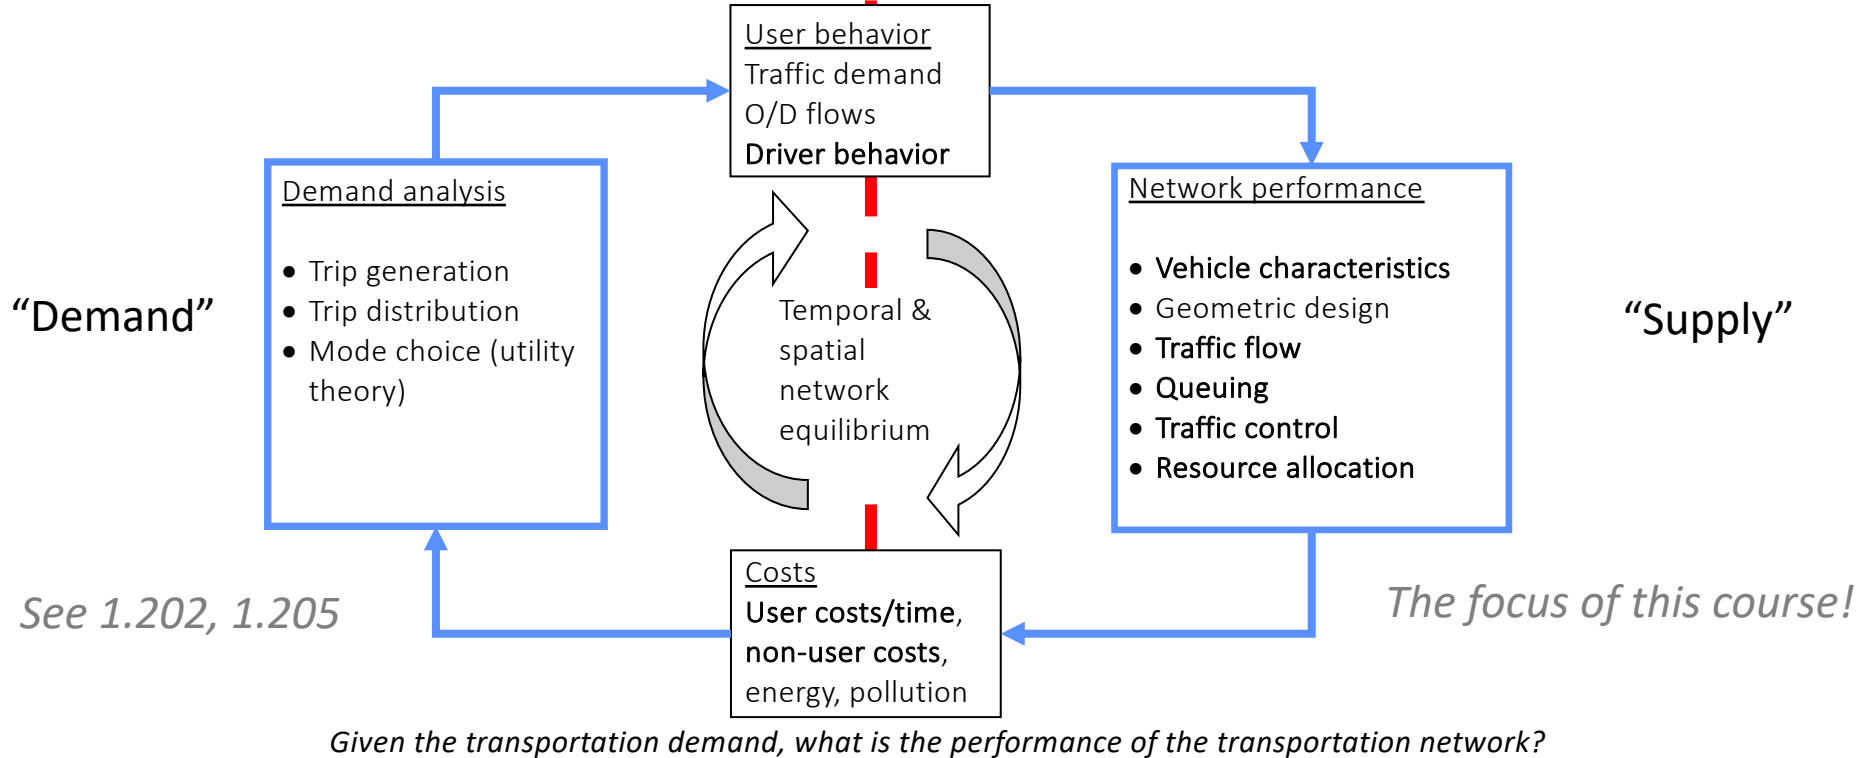 User behavior
Traffic demand
O/D flows
Driver behavior
Demand analysis
• Trip generation
• Trip distribution
• Mode choice (utility
theory)
“Demand”
See 1.202, 1.205
Temporal &
spatial
network
equilibrium
Network performance
• Vehicle characteristics
• Geometric design
• Traffic flow
• Queuing
• Traffic control
• Resource allocation
“Supply”
The focus of this course!
Costs
User costs/time,
non-user costs,
energy, pollution
Given the transportation demand, what is the performance of the transportation network?